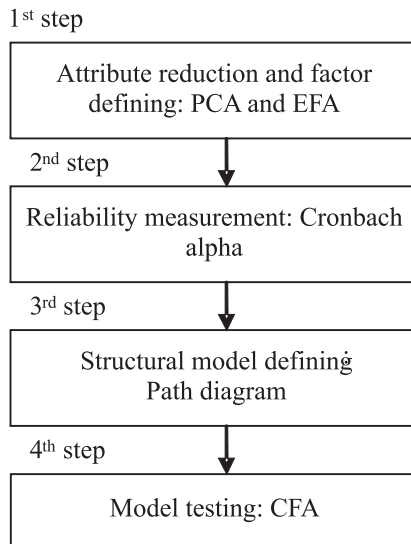 1st step
Attribute reduction and factor
defining: PCA and EFA
2nd step
Reliability measurement: Cronbach
alpha
3rd step
Structural model defining:
Path diagram
4th step
Model testing: CFA